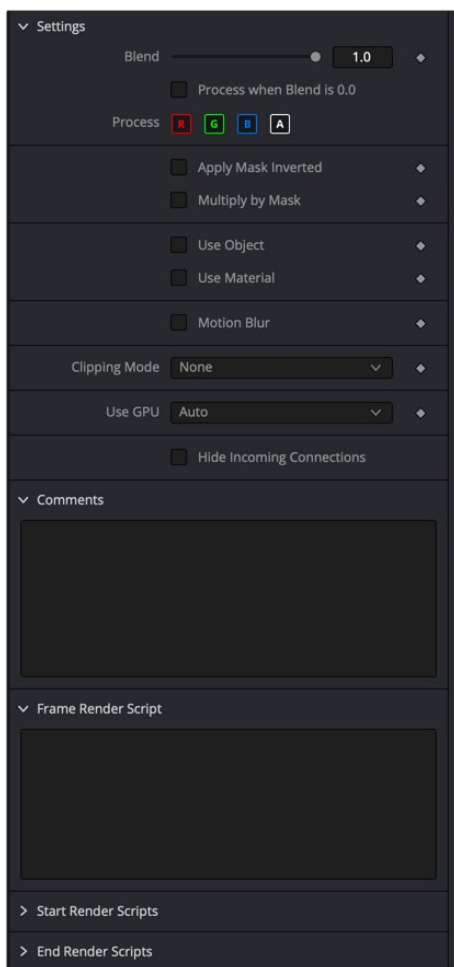 Settings
Blend 1.0
Process when Blend is 0.0
Process R G B A
Apply Mask Inverted
Multiply by Mask
Use Object
Use Material
Motion Blur
Clipping Mode None
Use GPU Auto
Hide Incoming Connections
Comments
Frame Render Script
Start Render Scripts
End Render Scripts